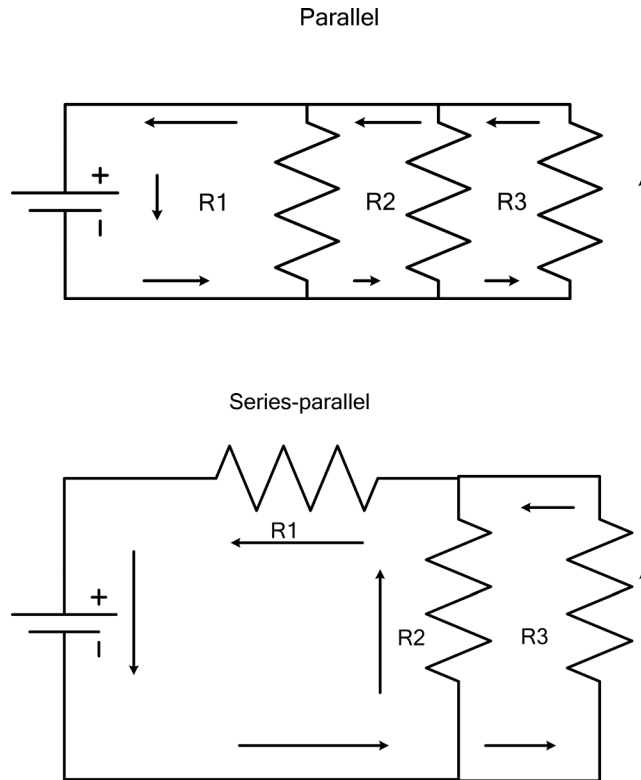 Parallel
+
R1 R2 R3
−
Series-parallel
R1
+
R2 R3
−